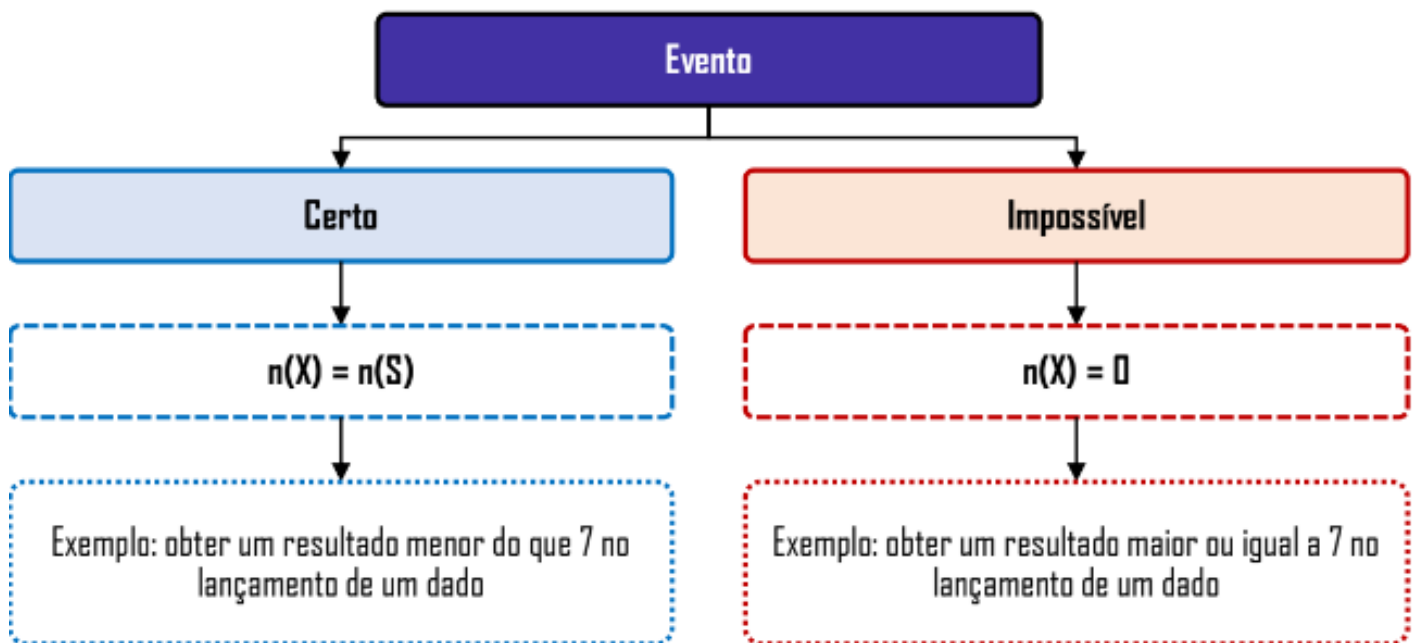 Evento
Certo
Impossível
n(X) = n(S)
n(X) = 0
Exemplo: obter um resultado menor do que 7 no
lançamento de um dado
Exemplo: obter um resultado maior ou igual a 7 no
lançamento de um dado